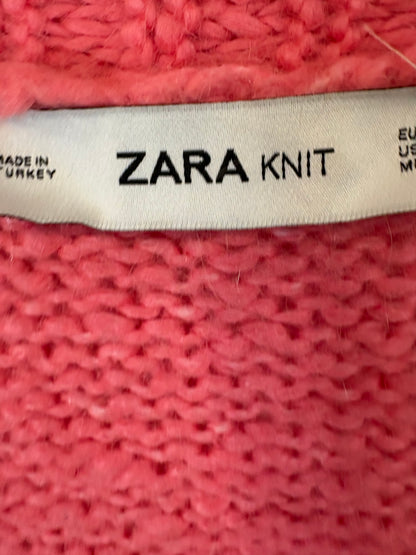 MADE IN
TURKEY
ZARA KNIT
EU
US